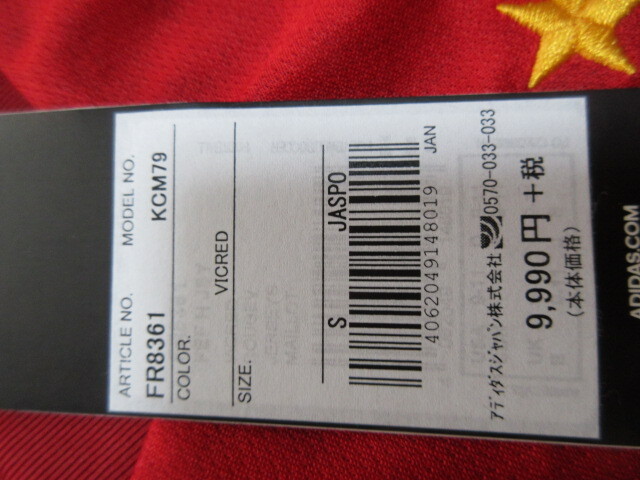 ARTICLE NO. MODEL NO.
FR8361 KCM79
COLOR.
VICRED
SIZE.
S JASPO
4062049148019 JAN
アディダスジャパン株式会社 0570-033-033
9,990円+税
(本体価格)
ADIDAS.COM